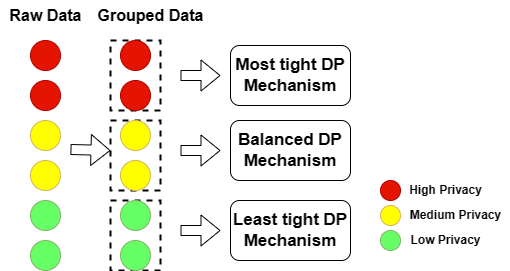 Raw Data
Grouped Data
Most tight DP
Mechanism
Balanced DP
Mechanism
Least tight DP
Mechanism
High Privacy
Medium Privacy
Low Privacy